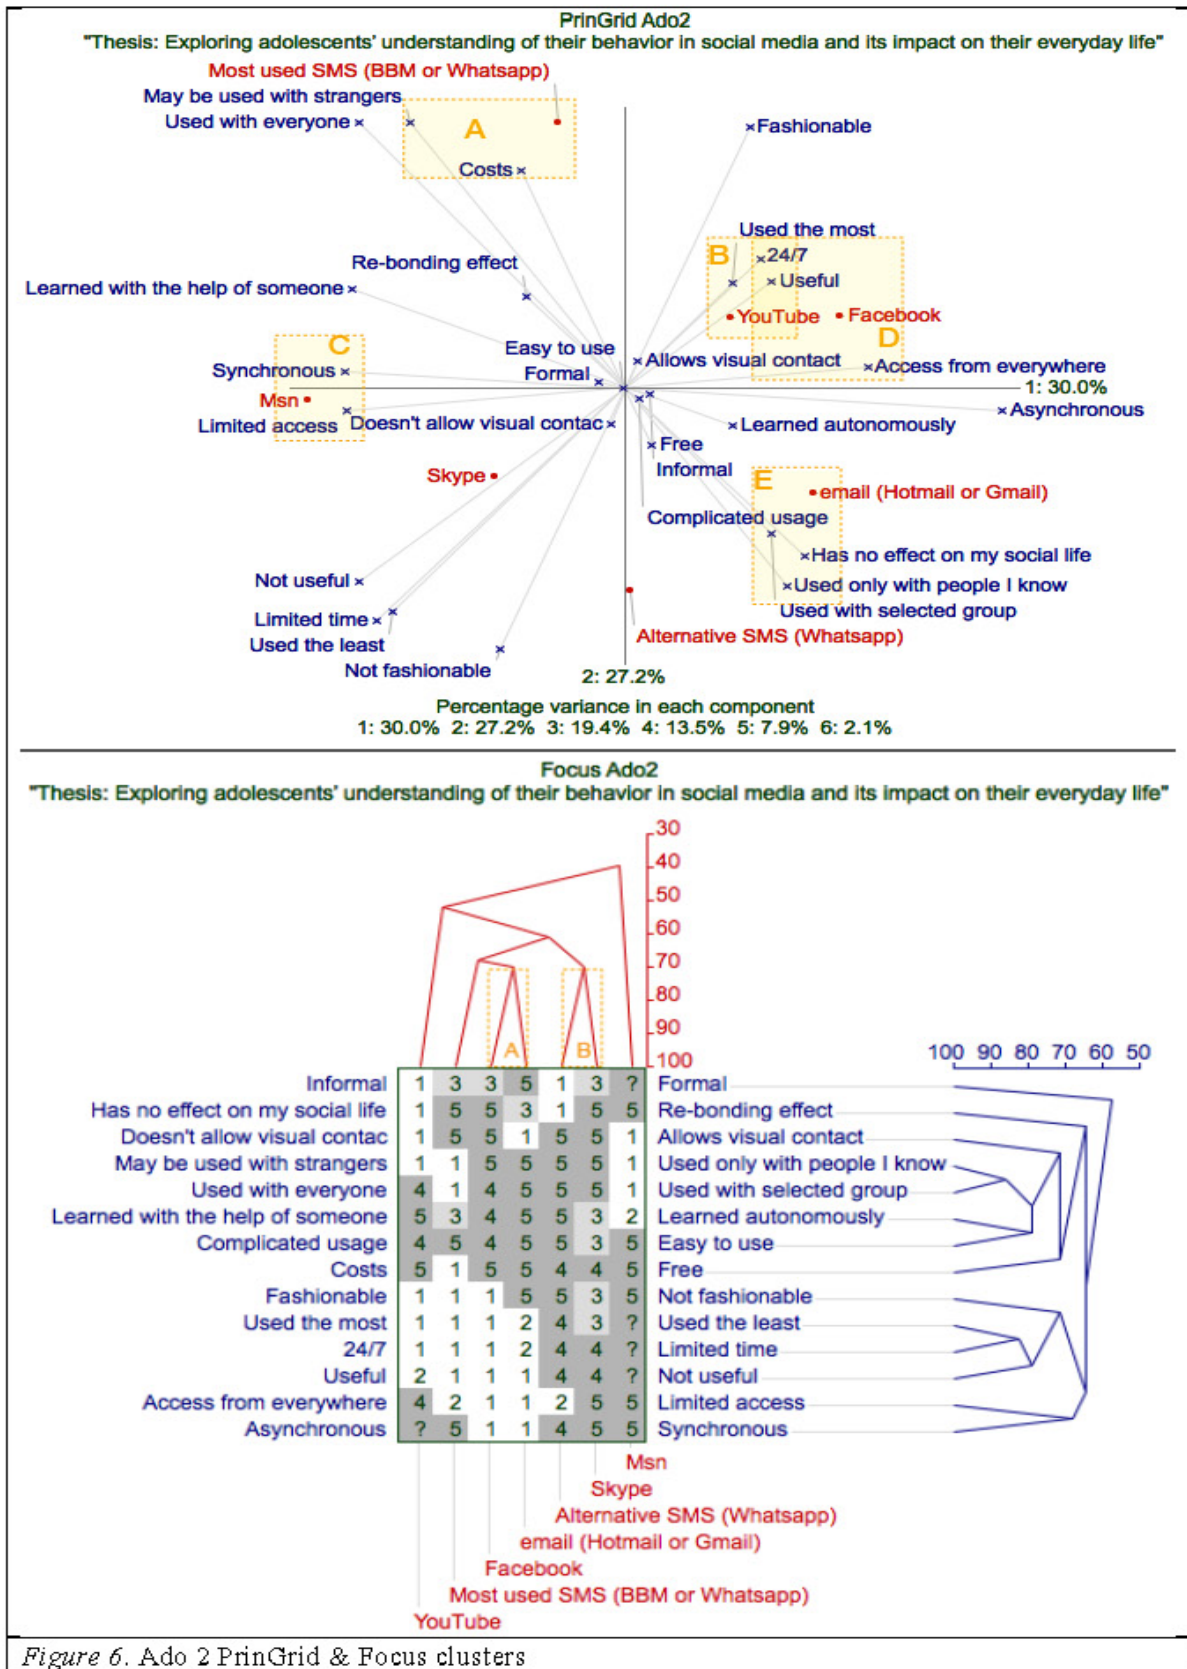 PrinGrid Ado2
"Thesis: Exploring adolescents' understanding of their behavior in social media and its impact on their everyday life"
Most used SMS (BBM or Whatsapp)
May be used with strangers
Used with everyone
A
Fashionable
Costs
Used the most
B
24/7
Re-bonding effect
Useful
Learned with the help of someone
YouTube
Facebook
D
C
Easy to use
Allows visual contact
Synchronous
Formal
Access from everywhere
1: 30.0%
Msn
Asynchronous
Limited access
Doesn't allow visual contac
Learned autonomously
Free
Informal
Skype
E
email (Hotmail or Gmail)
Complicated usage
Has no effect on my social life
Not useful
Used only with people I know
Used with selected group
Limited time
Used the least
Alternative SMS (Whatsapp)
Not fashionable
2: 27.2%
Percentage variance in each component
1: 30.0% 2: 27.2% 3: 19.4% 4: 13.5% 5: 7.9% 6: 2.1%
Focus Ado2
"Thesis: Exploring adolescents' understanding of their behavior in social media and its impact on their everyday life"
30
40
50
60
70
80
90
A B 100
100 90 80 70 60 50
Informal 1 3 3 5 1 3 ? Formal
Has no effect on my social life 1 5 5 3 1 5 5 Re-bonding effect
Doesn't allow visual contac 1 5 5 1 5 5 1 Allows visual contact
May be used with strangers 1 1 5 5 5 5 1 Used only with people I know
Used with everyone 4 1 4 5 5 5 1 Used with selected group
Learned with the help of someone 5 3 4 5 5 3 2 Learned autonomously
Complicated usage 4 5 4 5 5 3 5 Easy to use
Costs 5 1 5 5 4 4 5 Free
Fashionable 1 1 1 5 5 3 5 Not fashionable
Used the most 1 1 1 2 4 3 ? Used the least
24/7 1 1 1 2 4 4 ? Limited time
Useful 2 1 1 1 4 4 ? Not useful
Access from everywhere 4 2 1 1 2 5 5 Limited access
Asynchronous ? 5 1 1 4 5 5 Synchronous
Msn
Skype
Alternative SMS (Whatsapp)
email (Hotmail or Gmail)
Facebook
Most used SMS (BBM or Whatsapp)
YouTube
Figure 6. Ado 2 PrinGrid & Focus clusters